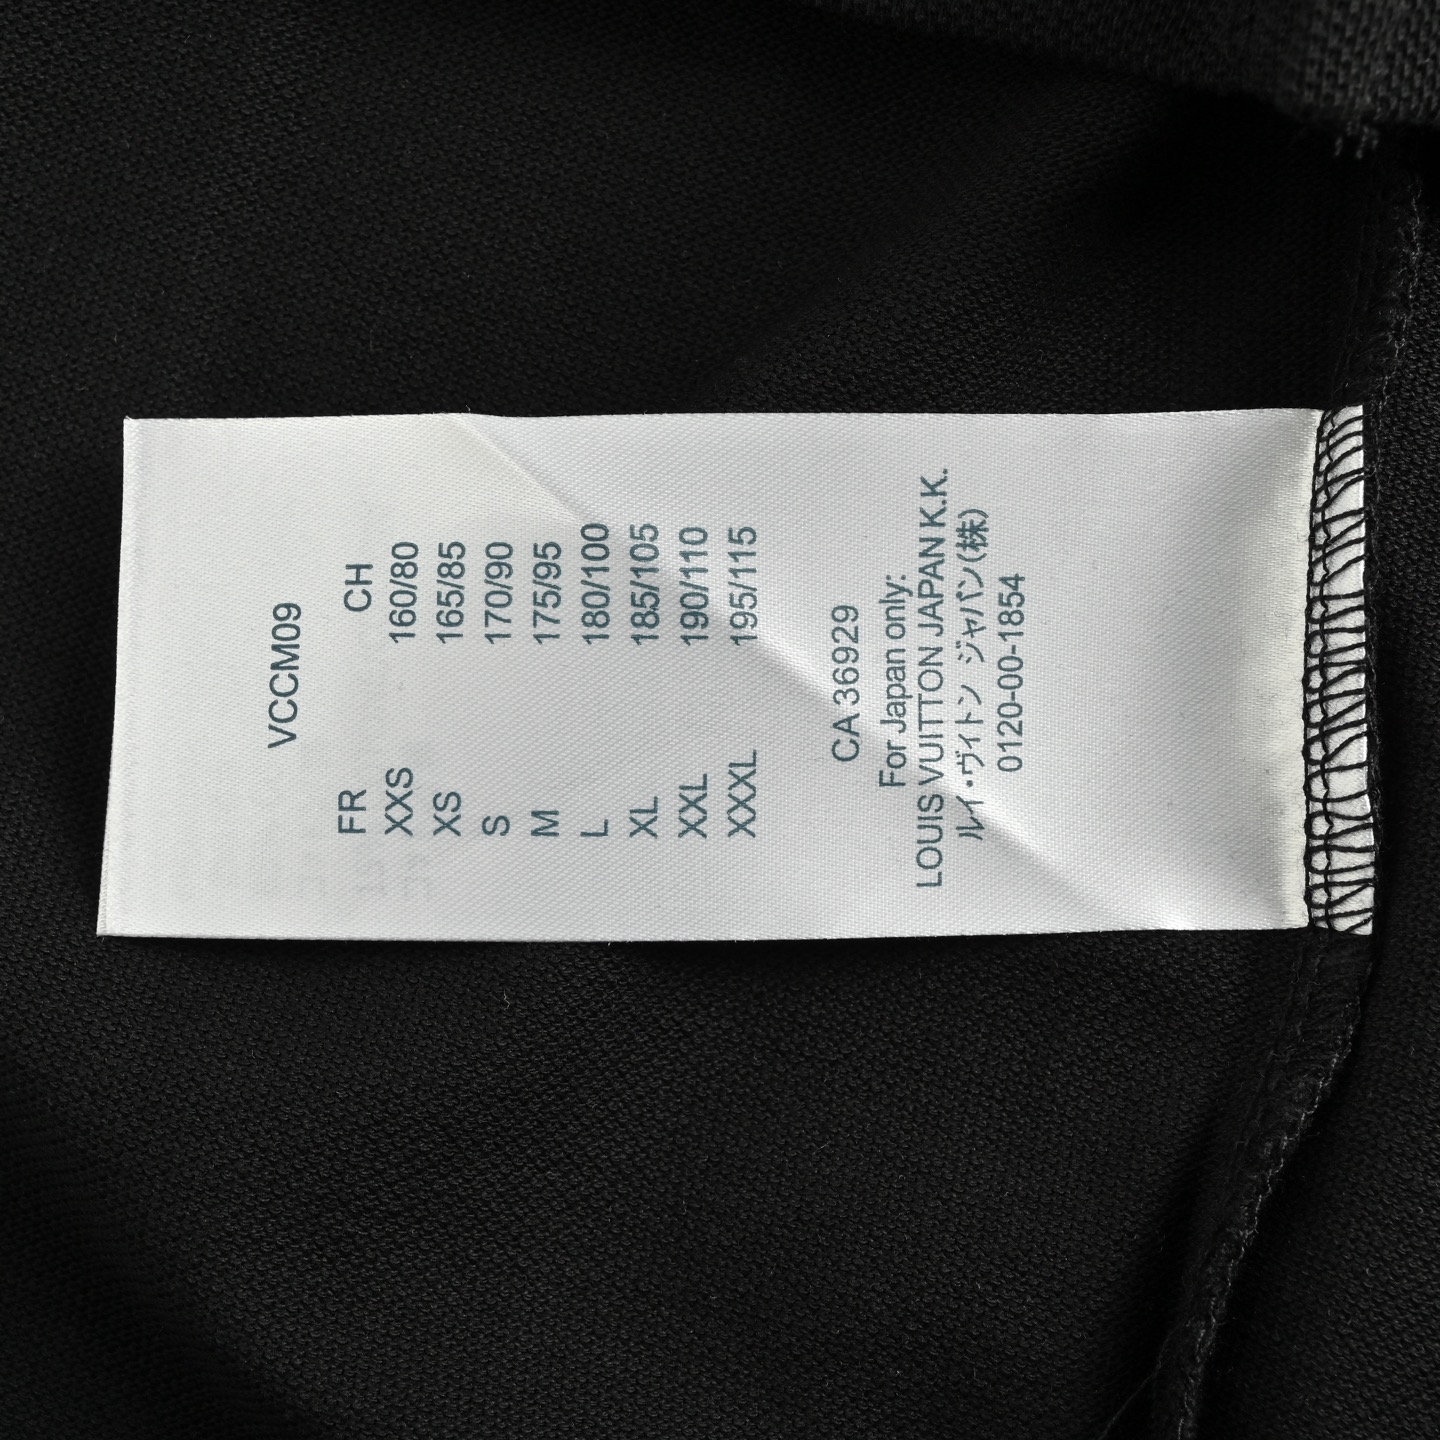 VCCM09
FR CH
XXS 160/80
XS 165/85
S 170/90
M 175/95
L 180/100
XL 185/105
XXL 190/110
XXXL 195/115
CA 36929
For Japan only:
LOUIS VUITTON JAPAN K.K.
ルイ・ヴィトン ジャパン(株)
0120-00-1854